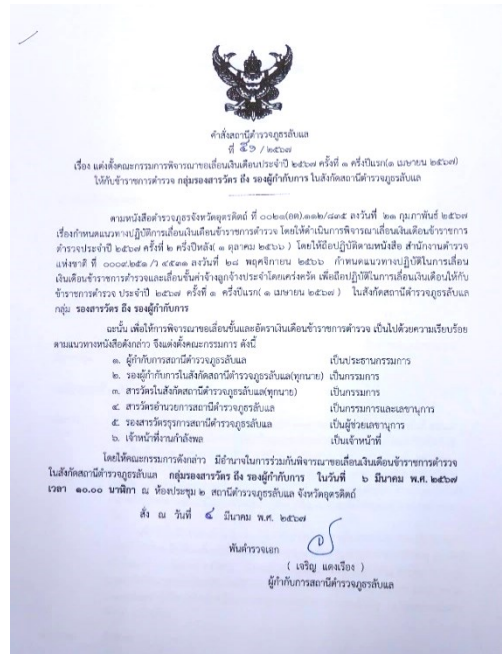 คำสั่งสถานีตำรวจภูธรลับแล
ที่ ๕๑ / ๒๕๖๗
เรื่อง แต่งตั้งคณะกรรมการพิจารณาขอเลื่อนเงินเดือนประจำปี ๒๕๖๗ ครั้งที่ ๑ ครึ่งปีแรก(๑ เมษายน ๒๕๖๗)
ให้กับข้าราชการตำรวจ กลุ่มรองสารวัตร ถึง รองผู้กำกับการ ในสังกัดสถานีตำรวจภูธรลับแล
ตามหนังสือตำรวจภูธรจังหวัดอุตรดิตถ์ ที่ ๐๐๒๑(อต).๑๑๒/๘๓๕ ลงวันที่ ๒๑ กุมภาพันธ์ ๒๕๖๗
เรื่องกำหนดแนวทางปฏิบัติการเลื่อนเงินเดือนข้าราชการตำรวจ โดยให้ดำเนินการพิจารณาเลื่อนเงินเดือนข้าราชการ
ตำรวจประจำปี ๒๕๖๗ ครั้งที่ ๒ ครึ่งปีหลัง( ๑ ตุลาคม ๒๕๖๖ ) โดยให้ถือปฏิบัติตามหนังสือ สำนักงานตำรวจ
แห่งชาติ ที่ ๐๐๐๙.๒๕๑ /ว ๔๕๓๑ ลงวันที่ ๒๘ พฤศจิกายน ๒๕๖๖ กำหนดแนวทางปฏิบัติในการเลื่อน
เงินเดือนข้าราชการตำรวจและเลื่อนขั้นค่าจ้างลูกจ้างประจำโดยเคร่งครัด เพื่อถือปฏิบัติในการเลื่อนเงินเดือนให้กับ
ข้าราชการตำรวจ ประจำปี ๒๕๖๗ ครั้งที่ ๑ ครึ่งปีแรก( ๑ เมษายน ๒๕๖๗ ) ในสังกัดสถานีตำรวจภูธรลับแล
กลุ่ม รองสารวัตร ถึง รองผู้กำกับการ
ฉะนั้น เพื่อให้การพิจารณาขอเลื่อนขั้นและอัตราเงินเดือน ข้าราชการตำรวจ เป็นไปด้วยความเรียบร้อย
ตามแนวทางหนังสือดังกล่าว จึงแต่งตั้งคณะกรรมการ ดังนี้
๑. ผู้กำกับการสถานีตำรวจภูธรลับแล เป็นประธานกรรมการ
๒. รองผู้กำกับการในสังกัดสถานีตำรวจภูธรลับแล(ทุกนาย) เป็นกรรมการ
๓. สารวัตรในสังกัดสถานีตำรวจภูธรลับแล(ทุกนาย) เป็นกรรมการ
๔. สารวัตรอำนวยการสถานีตำรวจภูธรลับแล เป็นกรรมการและเลขานุการ
๕. รองสารวัตรธุรการสถานีตำรวจภูธรลับแล เป็นผู้ช่วยเลขานุการ
๖. เจ้าหน้าที่งานกำลังพล เป็นเจ้าหน้าที่
โดยให้คณะกรรมการดังกล่าว มีอำนาจในการร่วมกันพิจารณาขอเลื่อนเงินเดือนข้าราชการตำรวจ
ในสังกัดสถานีตำรวจภูธรลับแล กลุ่มรองสารวัตร ถึง รองผู้กำกับการ ในวันที่ ๖ มีนาคม พ.ศ. ๒๕๖๗
เวลา ๑๐.๐๐ นาฬิกา ณ ห้องประชุม ๒ สถานีตำรวจภูธรลับแล จังหวัดอุตรดิตถ์
สั่ง ณ วันที่ ๔ มีนาคม พ.ศ. ๒๕๖๗
พันตำรวจเอก
( เจริญ แดงเรือง )
ผู้กำกับการสถานีตำรวจภูธรลับแล